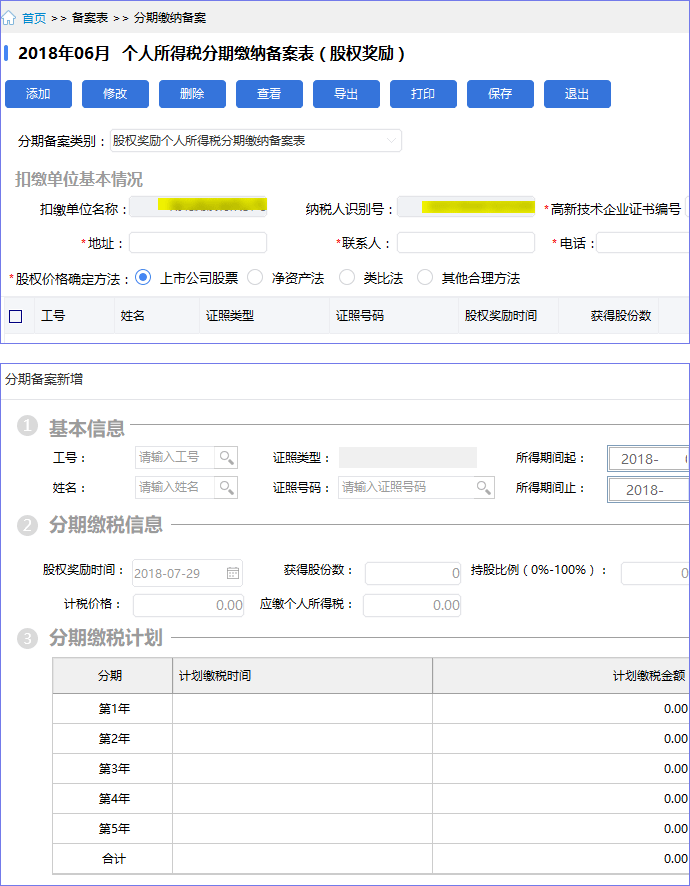 首页 >> 备案表 >> 分期缴纳备案
2018年06月 个人所得税分期缴纳备案表（股权奖励）
添加 修改 删除 查看 导出 打印 保存 退出
分期备案类别： 股权奖励个人所得税分期缴纳备案表
扣缴单位基本情况
扣缴单位名称： 纳税人识别号： *高新技术企业证书编号
*地址： *联系人： *电话：
*股权价格确定方法： 上市公司股票 净资产法 类比法 其他合理方法
工号 姓名 证照类型 证照号码 股权奖励时间 获得股份数
分期备案新增
1 基本信息
工号： 请输入工号 证照类型： 所得期间起： 2018-
姓名： 请输入姓名 证照号码： 请输入证照号码 所得期间止： 2018-
2 分期缴税信息
股权奖励时间： 2018-07-29 获得股份数： 0 持股比例（0%-100%）： 0
计税价格： 0.00 应缴个人所得税： 0.00
3 分期缴税计划
分期 计划缴税时间 计划缴税金额
第1年 0.00
第2年 0.00
第3年 0.00
第4年 0.00
第5年 0.00
合计 0.00